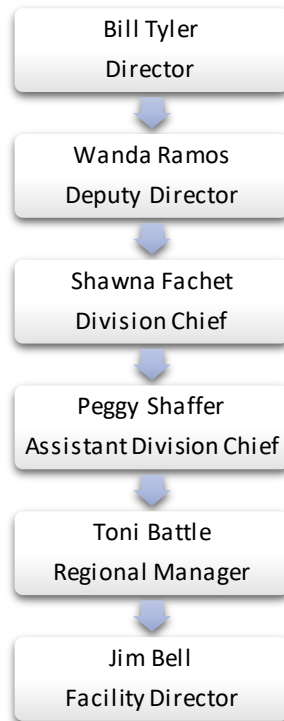 Bill Tyler
Director
Wanda Ramos
Deputy Director
Shawna Fachet
Division Chief
Peggy Shaffer
Assistant Division Chief
Toni Battle
Regional Manager
Jim Bell
Facility Director